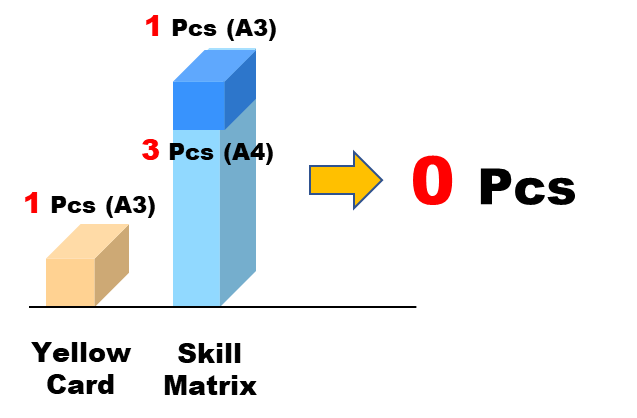 1 Pcs (A3)
3 Pcs (A4)
1 Pcs (A3)
0 Pcs
Yellow
Card
Skill
Matrix